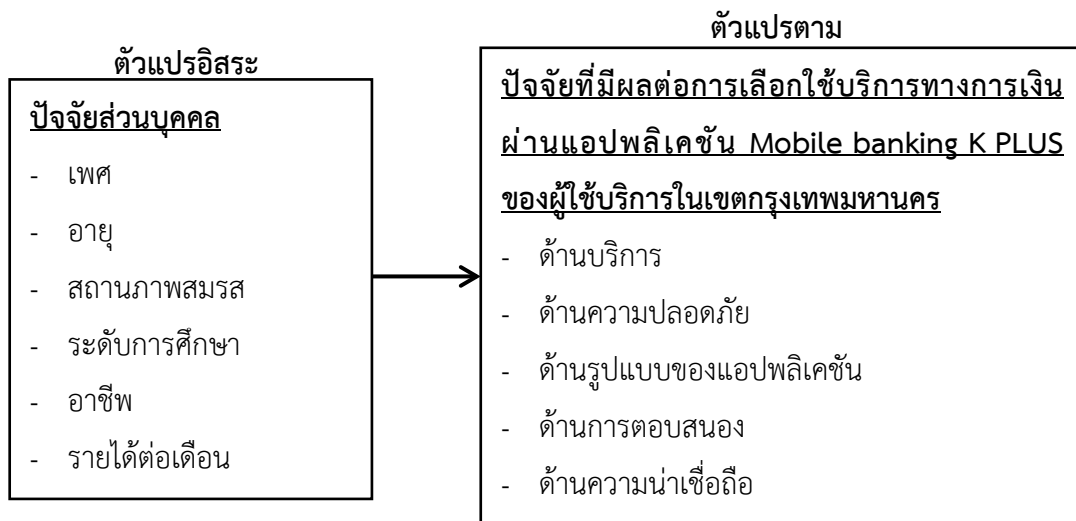 ตัวแปรอิสระ
ปัจจัยส่วนบุคคล
- เพศ
- อายุ
- สถานภาพสมรส
- ระดับการศึกษา
- อาชีพ
- รายได้ต่อเดือน
ตัวแปรตาม
ปัจจัยที่มีผลต่อการเลือกใช้บริการทางการเงิน
ผ่านแอปพลิเคชัน Mobile banking K PLUS
ของผู้ใช้บริการในเขตกรุงเทพมหานคร
- ด้านบริการ
- ด้านความปลอดภัย
- ด้านรูปแบบของแอปพลิเคชัน
- ด้านการตอบสนอง
- ด้านความน่าเชื่อถือ